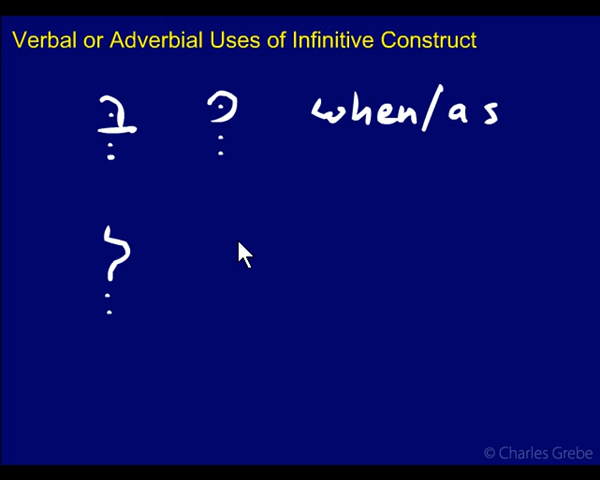 Verbal or Adverbial Uses of Infinitive Construct
בְּ כְּ when/as
לְ
© Charles Grebe